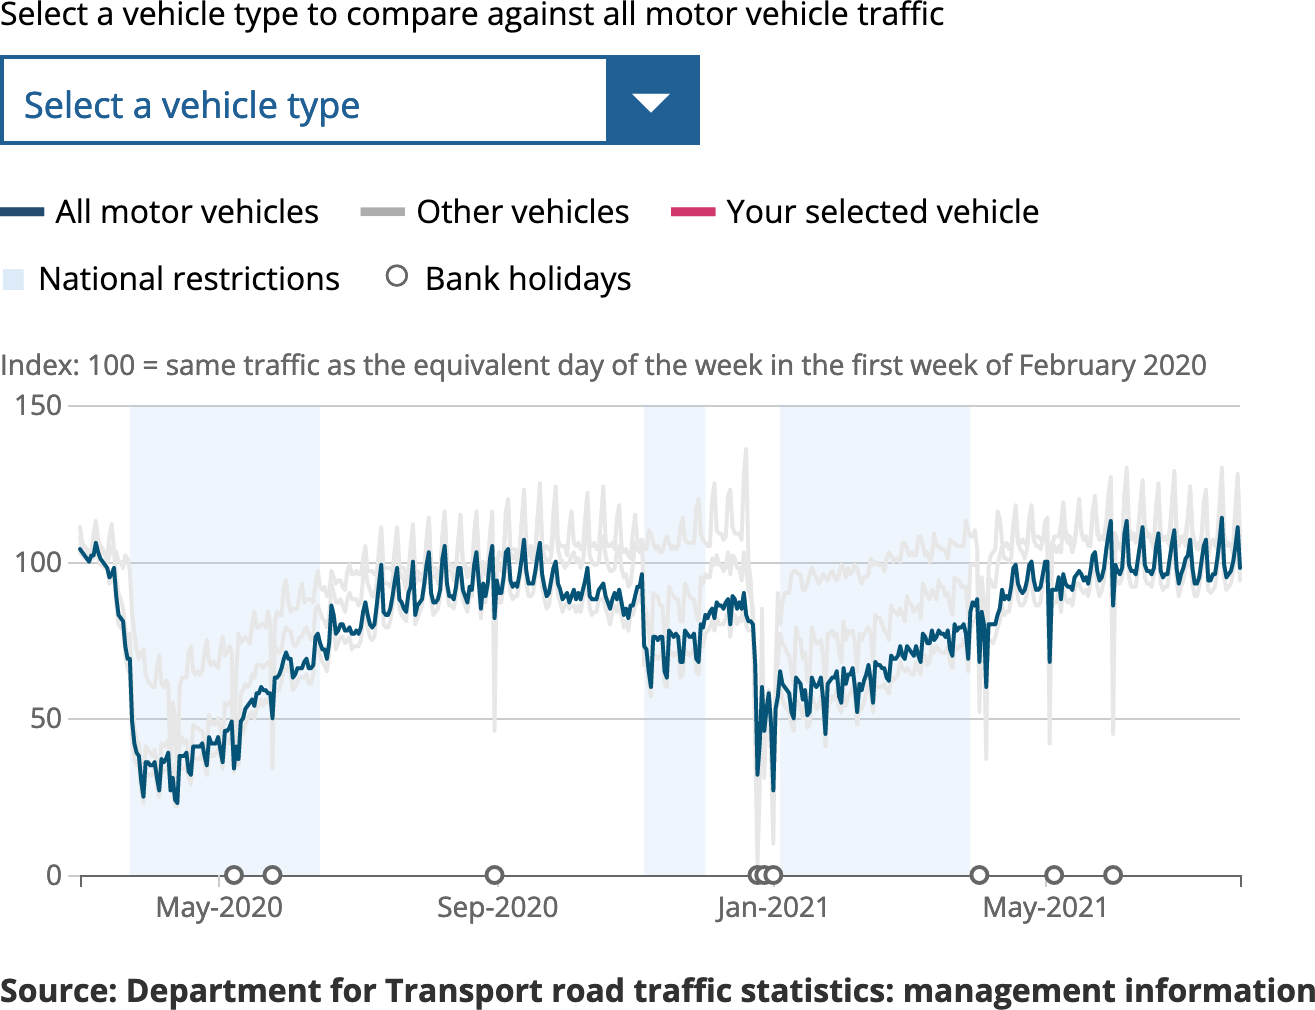 Select a vehicle type to compare against all motor vehicle traffic
Select a vehicle type
All motor vehicles Other vehicles Your selected vehicle
National restrictions Bank holidays
Index: 100 = same traffic as the equivalent day of the week in the first week of February 2020
150
100
50
0
May-2020 Sep-2020 Jan-2021 May-2021
Source: Department for Transport road traffic statistics: management information